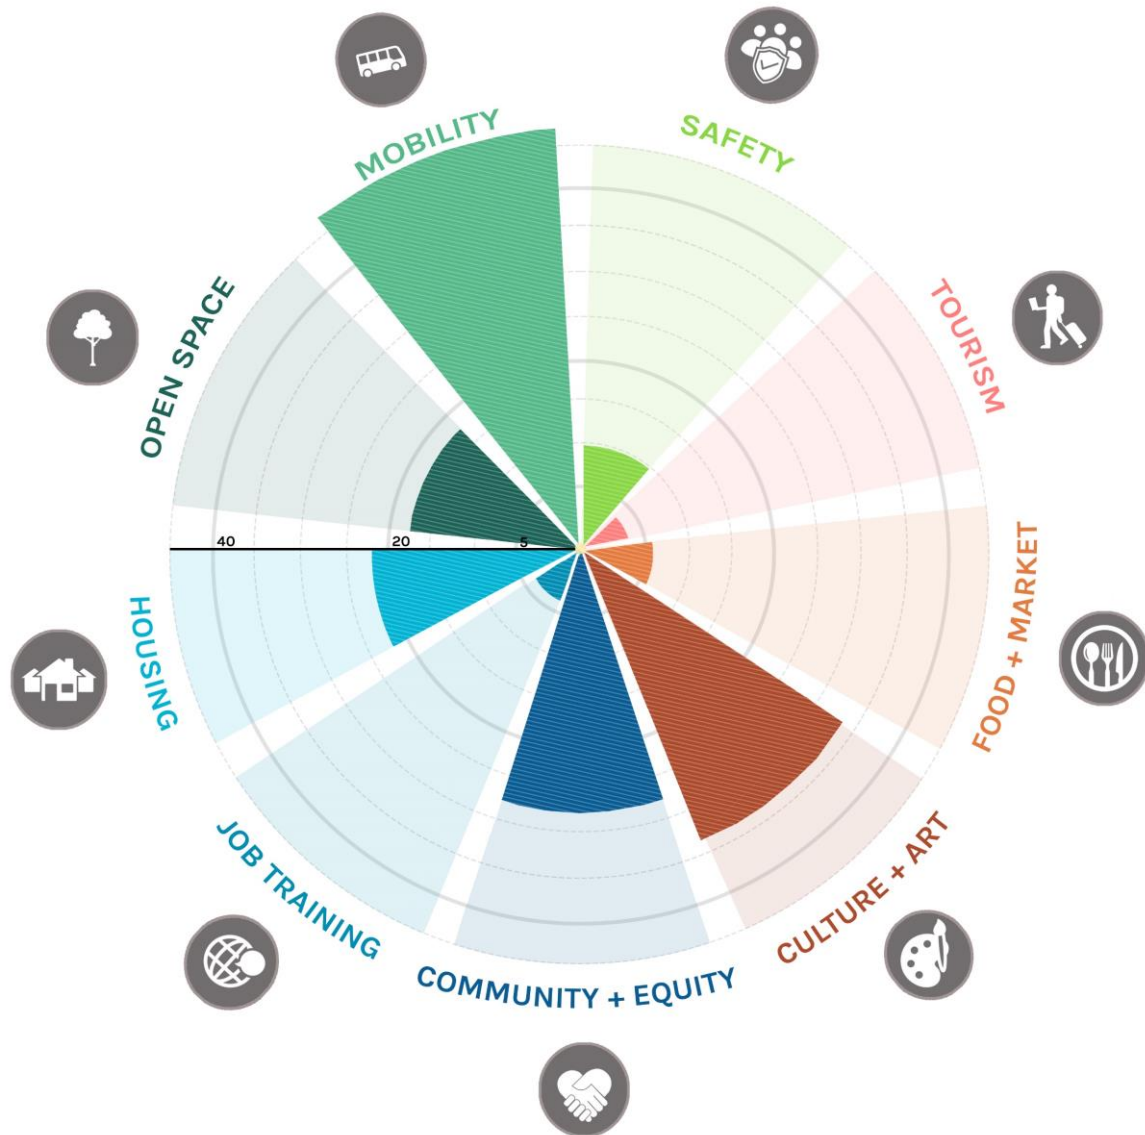 MOBILITY
SAFETY
TOURISM
OPEN SPACE
40
20
5
FOOD + MARKET
HOUSING
JOB TRAINING
CULTURE + ART
COMMUNITY + EQUITY